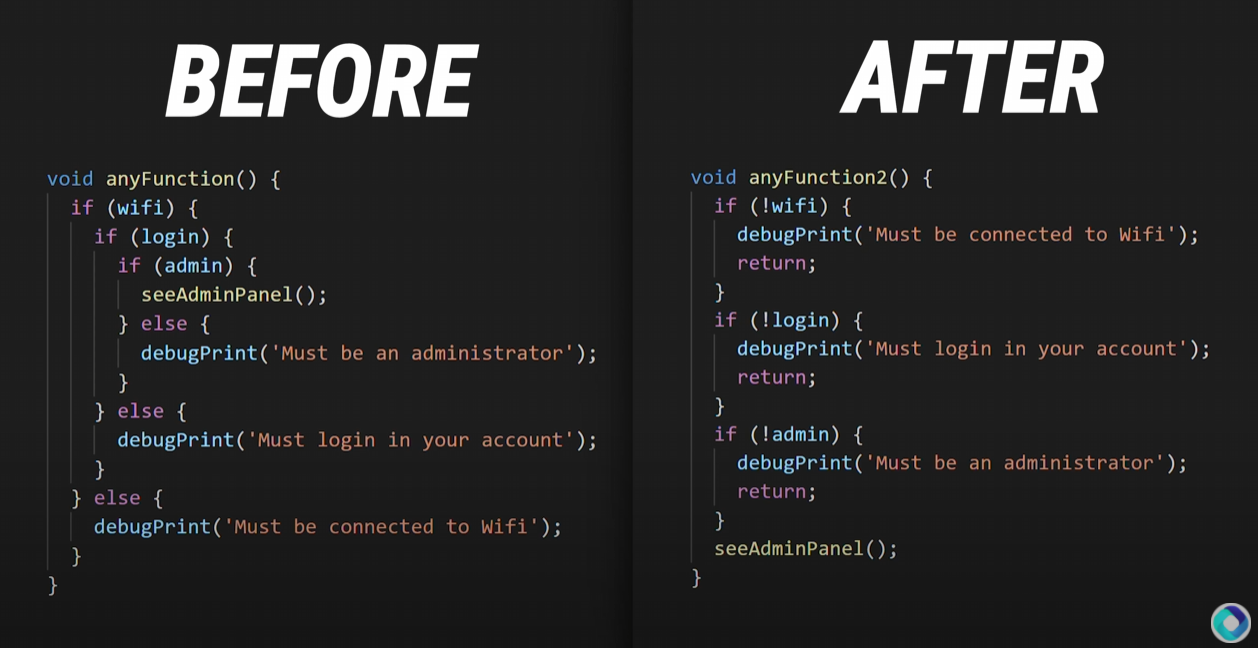 BEFORE
void anyFunction() {
if (wifi) {
if (login) {
if (admin) {
seeAdminPanel();
} else {
debugPrint('Must be an administrator');
}
} else {
debugPrint('Must login in your account');
}
} else {
debugPrint('Must be connected to Wifi');
}
}
AFTER
void anyFunction2() {
if (!wifi) {
debugPrint('Must be connected to Wifi');
return;
}
if (!login) {
debugPrint('Must login in your account');
return;
}
if (!admin) {
debugPrint('Must be an administrator');
return;
}
seeAdminPanel();
}